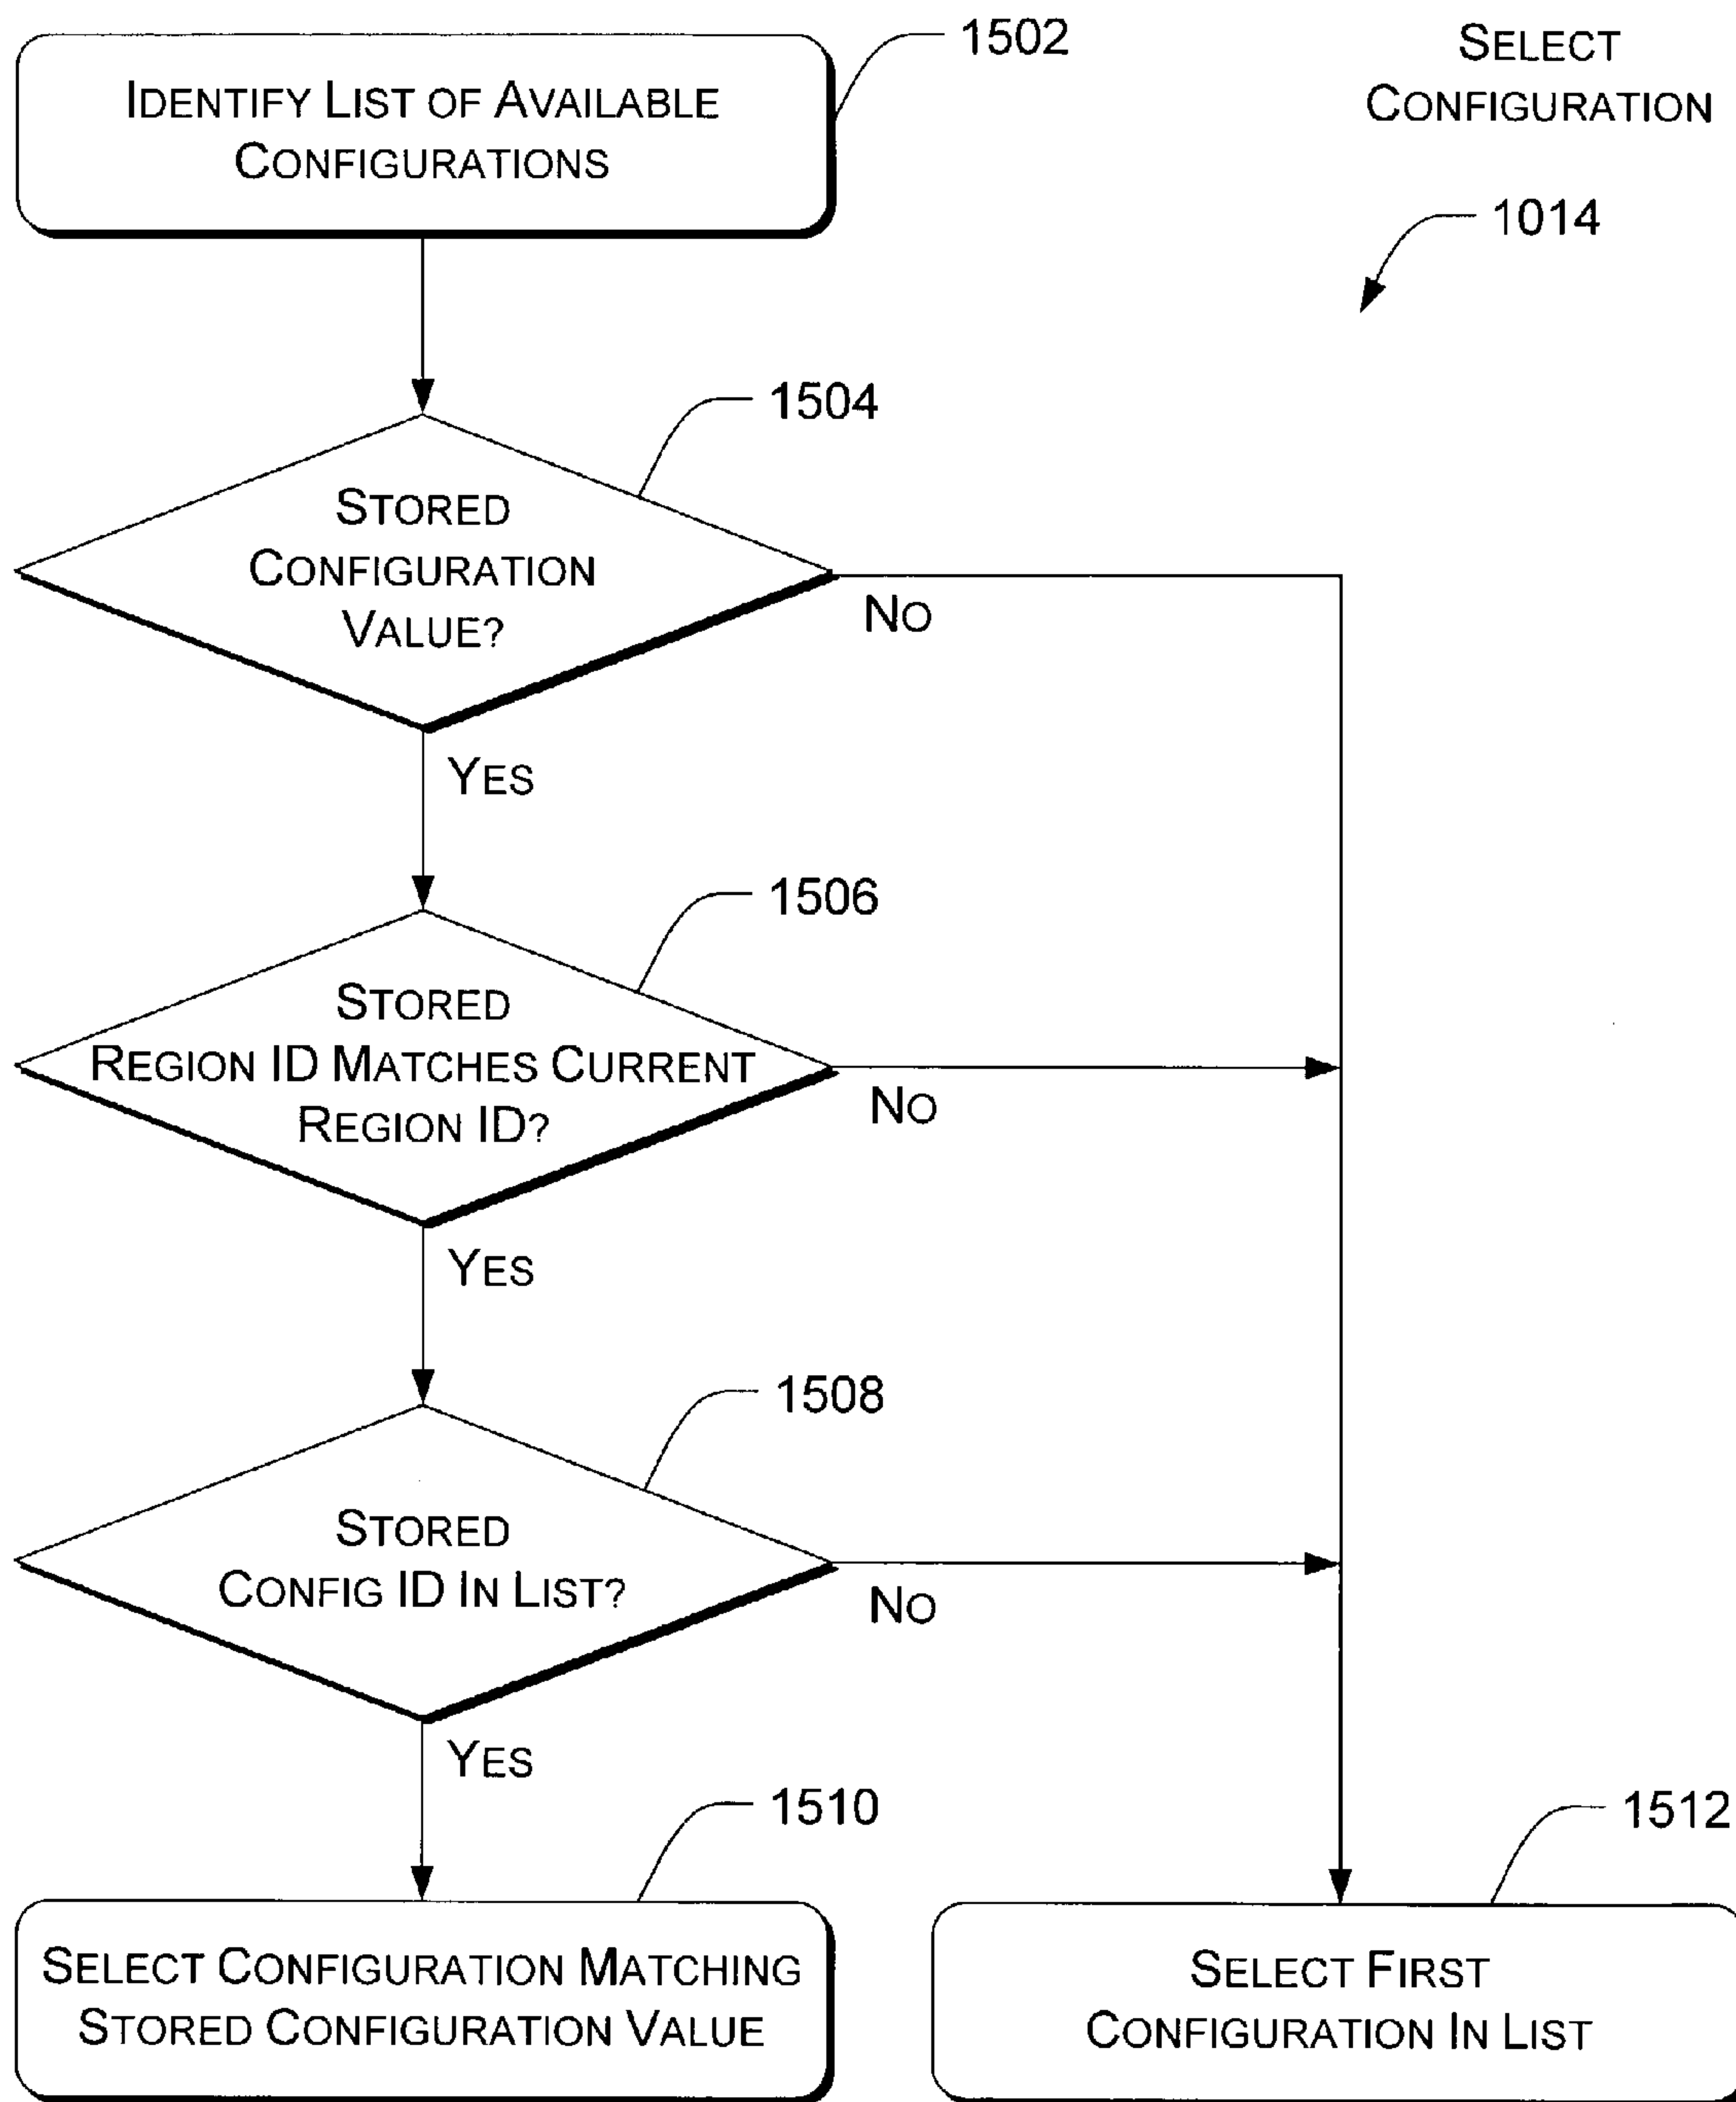 1502
SELECT
CONFIGURATION
IDENTIFY LIST OF AVAILABLE
CONFIGURATIONS
1014
1504
STORED
CONFIGURATION
VALUE?
NO
YES
1506
STORED
REGION ID MATCHES CURRENT
REGION ID?
NO
YES
1508
STORED
CONFIG ID IN LIST?
NO
YES
1510
1512
SELECT CONFIGURATION MATCHING
STORED CONFIGURATION VALUE
SELECT FIRST
CONFIGURATION IN LIST